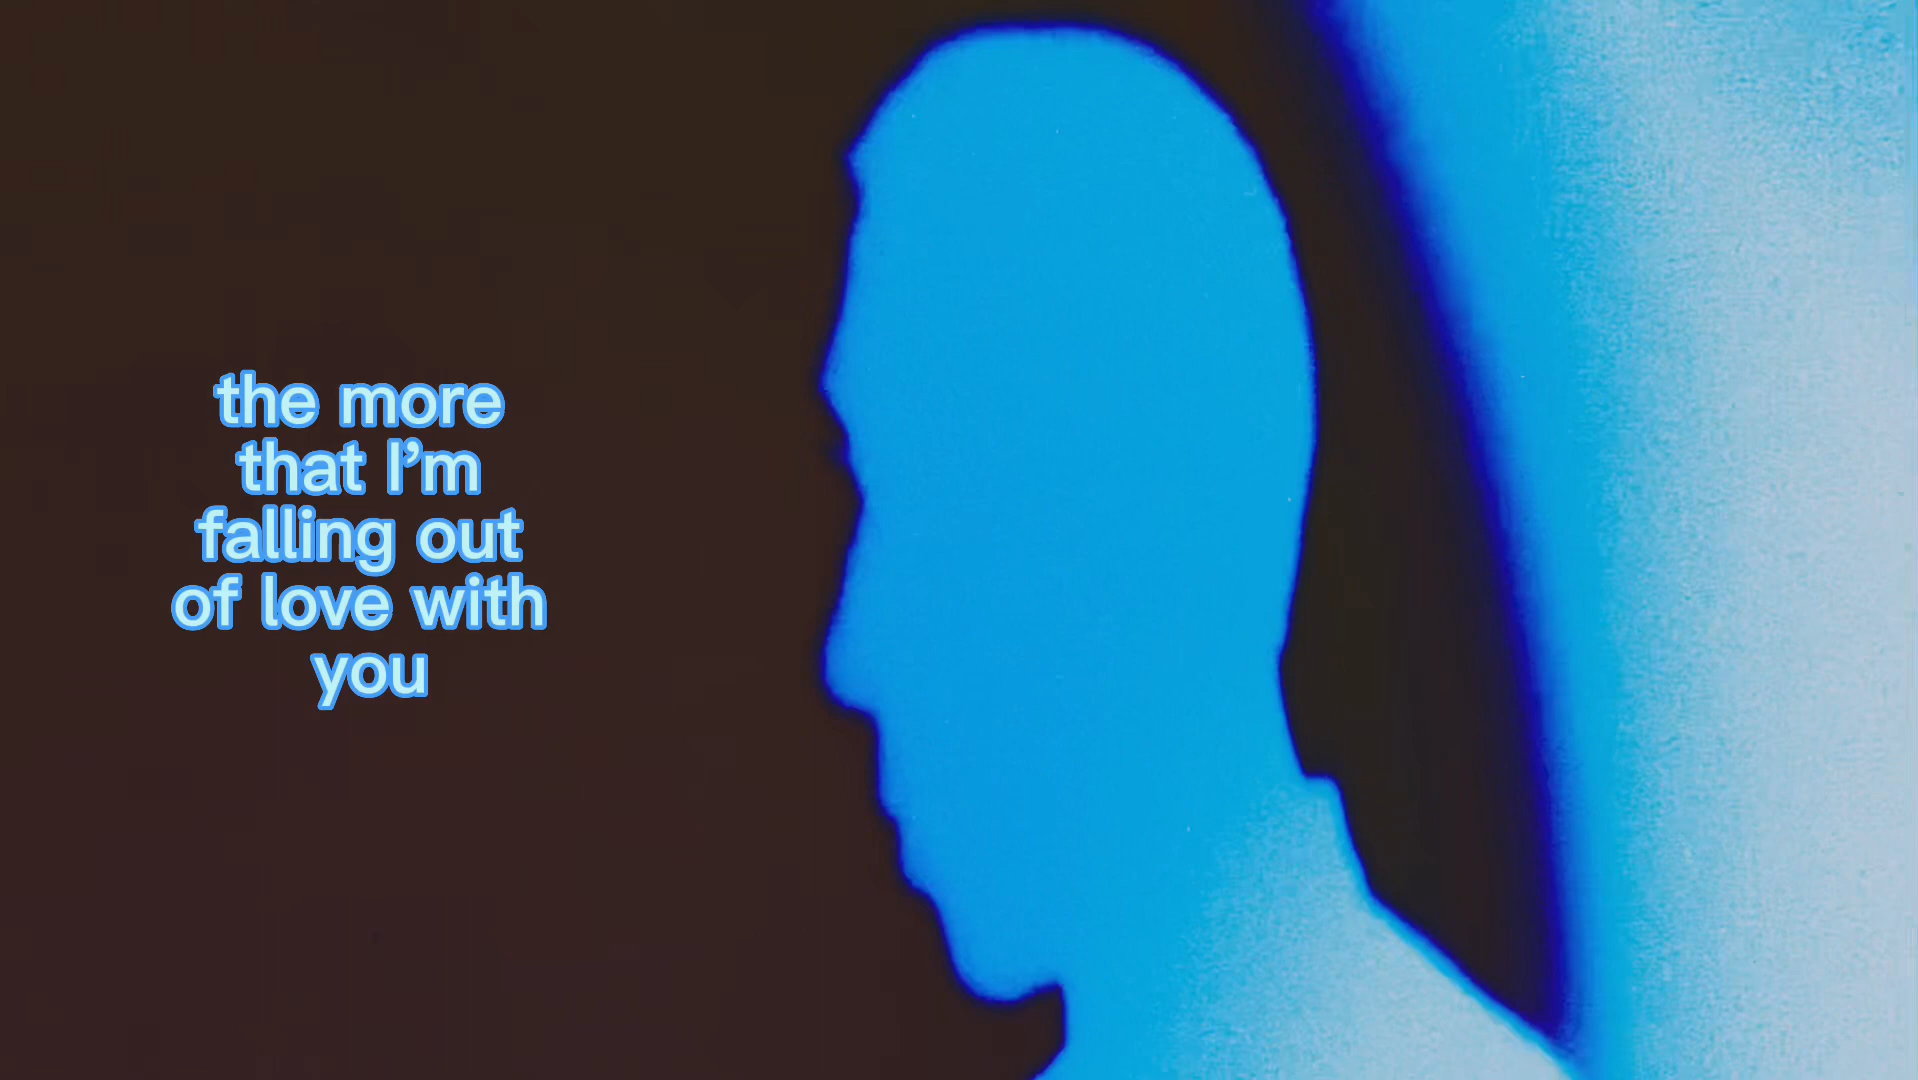 the more
that I’m
falling out
of love with
you